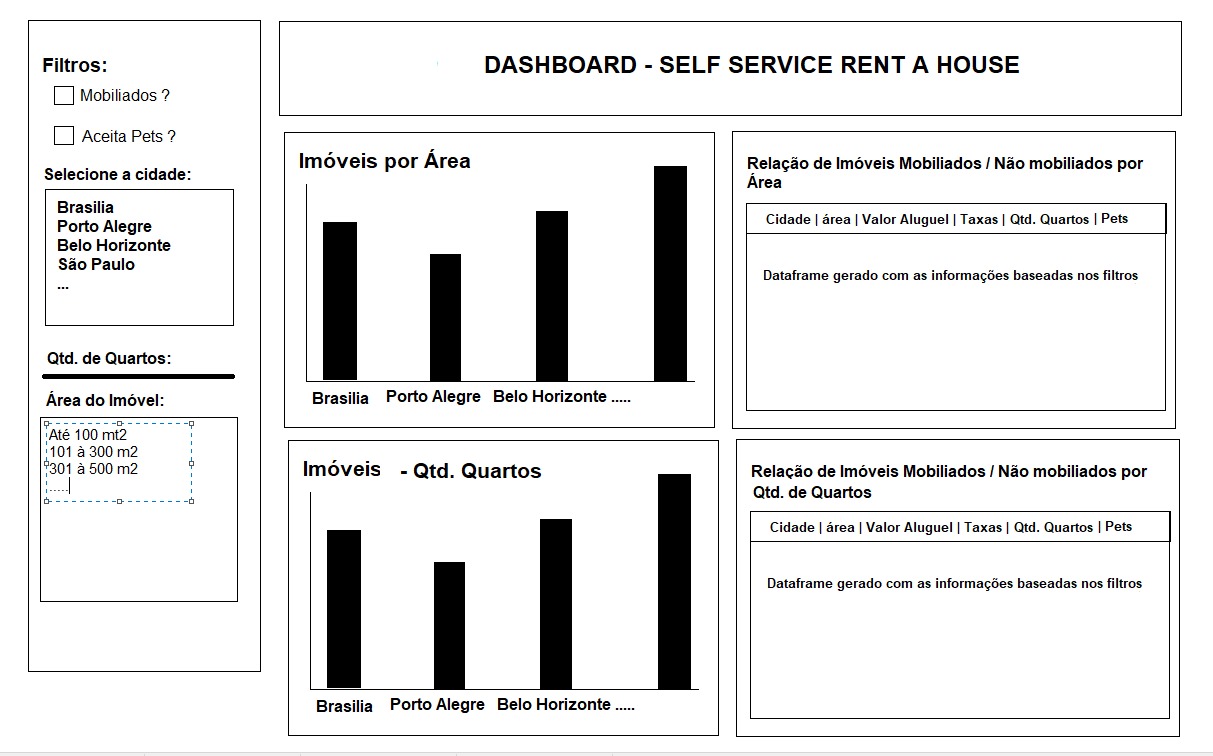 Filtros:
Mobiliados ?
Aceita Pets ?
Selecione a cidade:
Brasilia
Porto Alegre
Belo Horizonte
São Paulo
...
Qtd. de Quartos:
Área do Imóvel:
Até 100 mt2
101 à 300 m2
301 à 500 m2
.....
DASHBOARD - SELF SERVICE RENT A HOUSE
Imóveis por Área
Brasilia Porto Alegre Belo Horizonte .....
Relação de Imóveis Mobiliados / Não mobiliados por
Área
Cidade | área | Valor Aluguel | Taxas | Qtd. Quartos | Pets
Dataframe gerado com as informações baseadas nos filtros
Imóveis - Qtd. Quartos
Brasilia Porto Alegre Belo Horizonte .....
Relação de Imóveis Mobiliados / Não mobiliados por
Qtd. de Quartos
Cidade | área | Valor Aluguel | Taxas | Qtd. Quartos | Pets
Dataframe gerado com as informações baseadas nos filtros